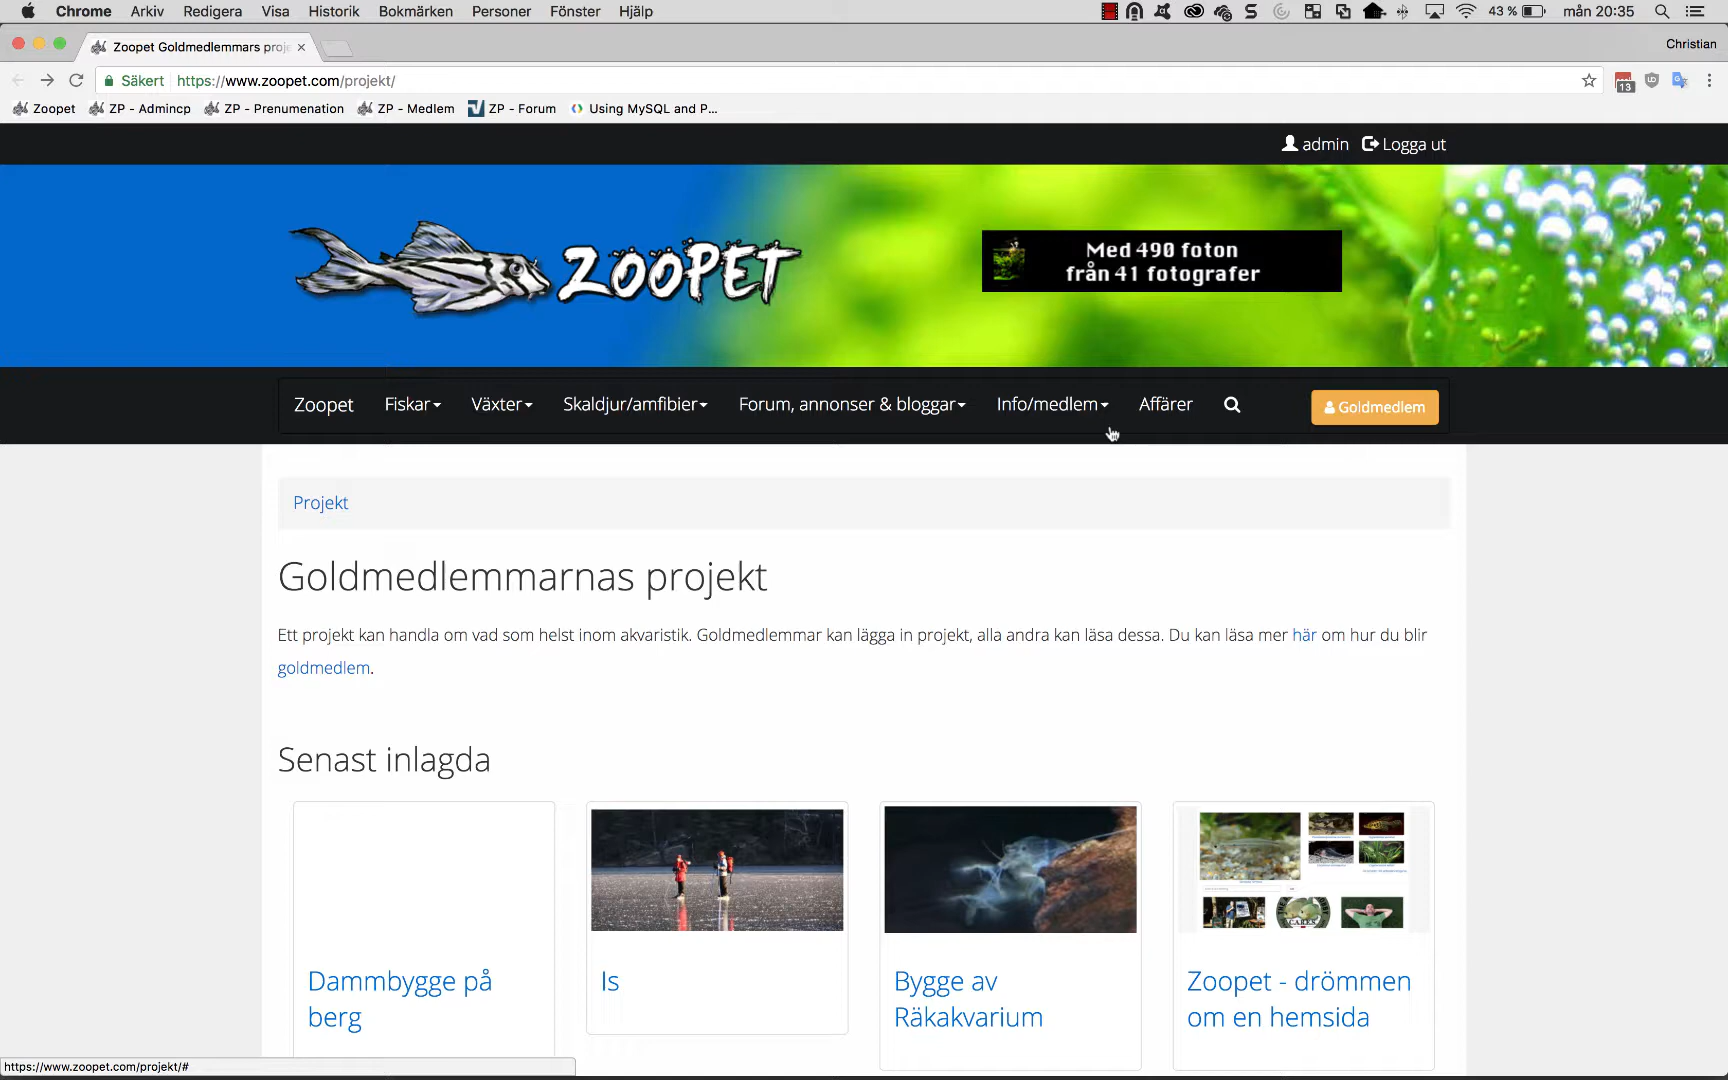 Chrome Arkiv Redigera Visa Historik Bokmärken Personer Fönster Hjälp 43 % mån 20:35
Zoopet Goldmedlemmars proje
Christian
Säkert https://www.zoopet.com/projekt/
13
Zoopet ZP - Admincp ZP - Prenumenation ZP - Medlem ZP - Forum Using MySQL and P...
admin Logga ut
ZOOPET
Med 490 foton
från 41 fotografer
Zoopet Fiskar Växter Skaldjur/amfibier Forum, annonser & bloggar Info/medlem Affärer Goldmedlem
Projekt
Goldmedlemmarnas projekt
Ett projekt kan handla om vad som helst inom akvaristik. Goldmedlemmar kan lägga in projekt, alla andra kan läsa dessa. Du kan läsa mer här om hur du blir
goldmedlem.
Senast inlagda
Dammbygge på
berg
Is
Bygge av
Räkakvarium
Zoopet - drömmen
om en hemsida
https://www.zoopet.com/projekt/#